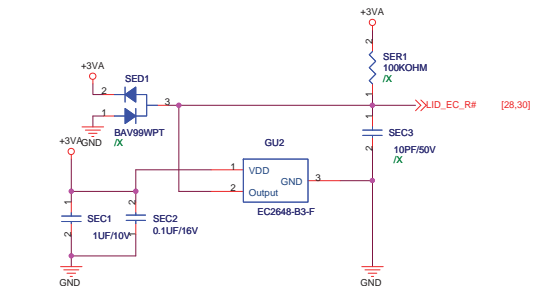 +3VA
2
SER1
100KOHM
/X
1
+3VA
SED1
2
3
1
BAV99WPT
/X
GND
LID_EC_R# [28,30]
1
SEC3
10PF/50V
/X
2
+3VA
GU2
1 VDD
GND 3
2 Output
EC2648-B3-F
1
SEC1
1UF/10V
2
2
SEC2
0.1UF/16V
1
GND
GND